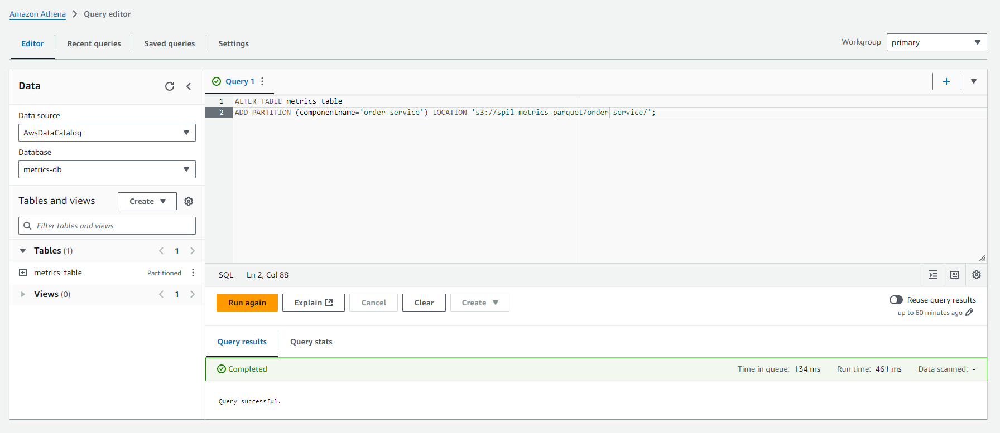 Amazon Athena > Query editor
Editor
Recent queries
Saved queries
Settings
Workgroup
primary
Data
Data source
AwsDataCatalog
Database
metrics-db
Tables and views
Create
Filter tables and views
Tables (1)
1
metrics_table
Partitioned
Views (0)
1
Query 1
1 ALTER TABLE metrics_table
2 ADD PARTITION (componentname='order-service') LOCATION 's3://spil-metrics-parquet/order-service/';
SQL
Ln 2, Col 88
Run again
Explain
Cancel
Clear
Create
Reuse query results
up to 60 minutes ago
Query results
Query stats
Completed
Time in queue: 134 ms
Run time: 461 ms
Data scanned: -
Query successful.